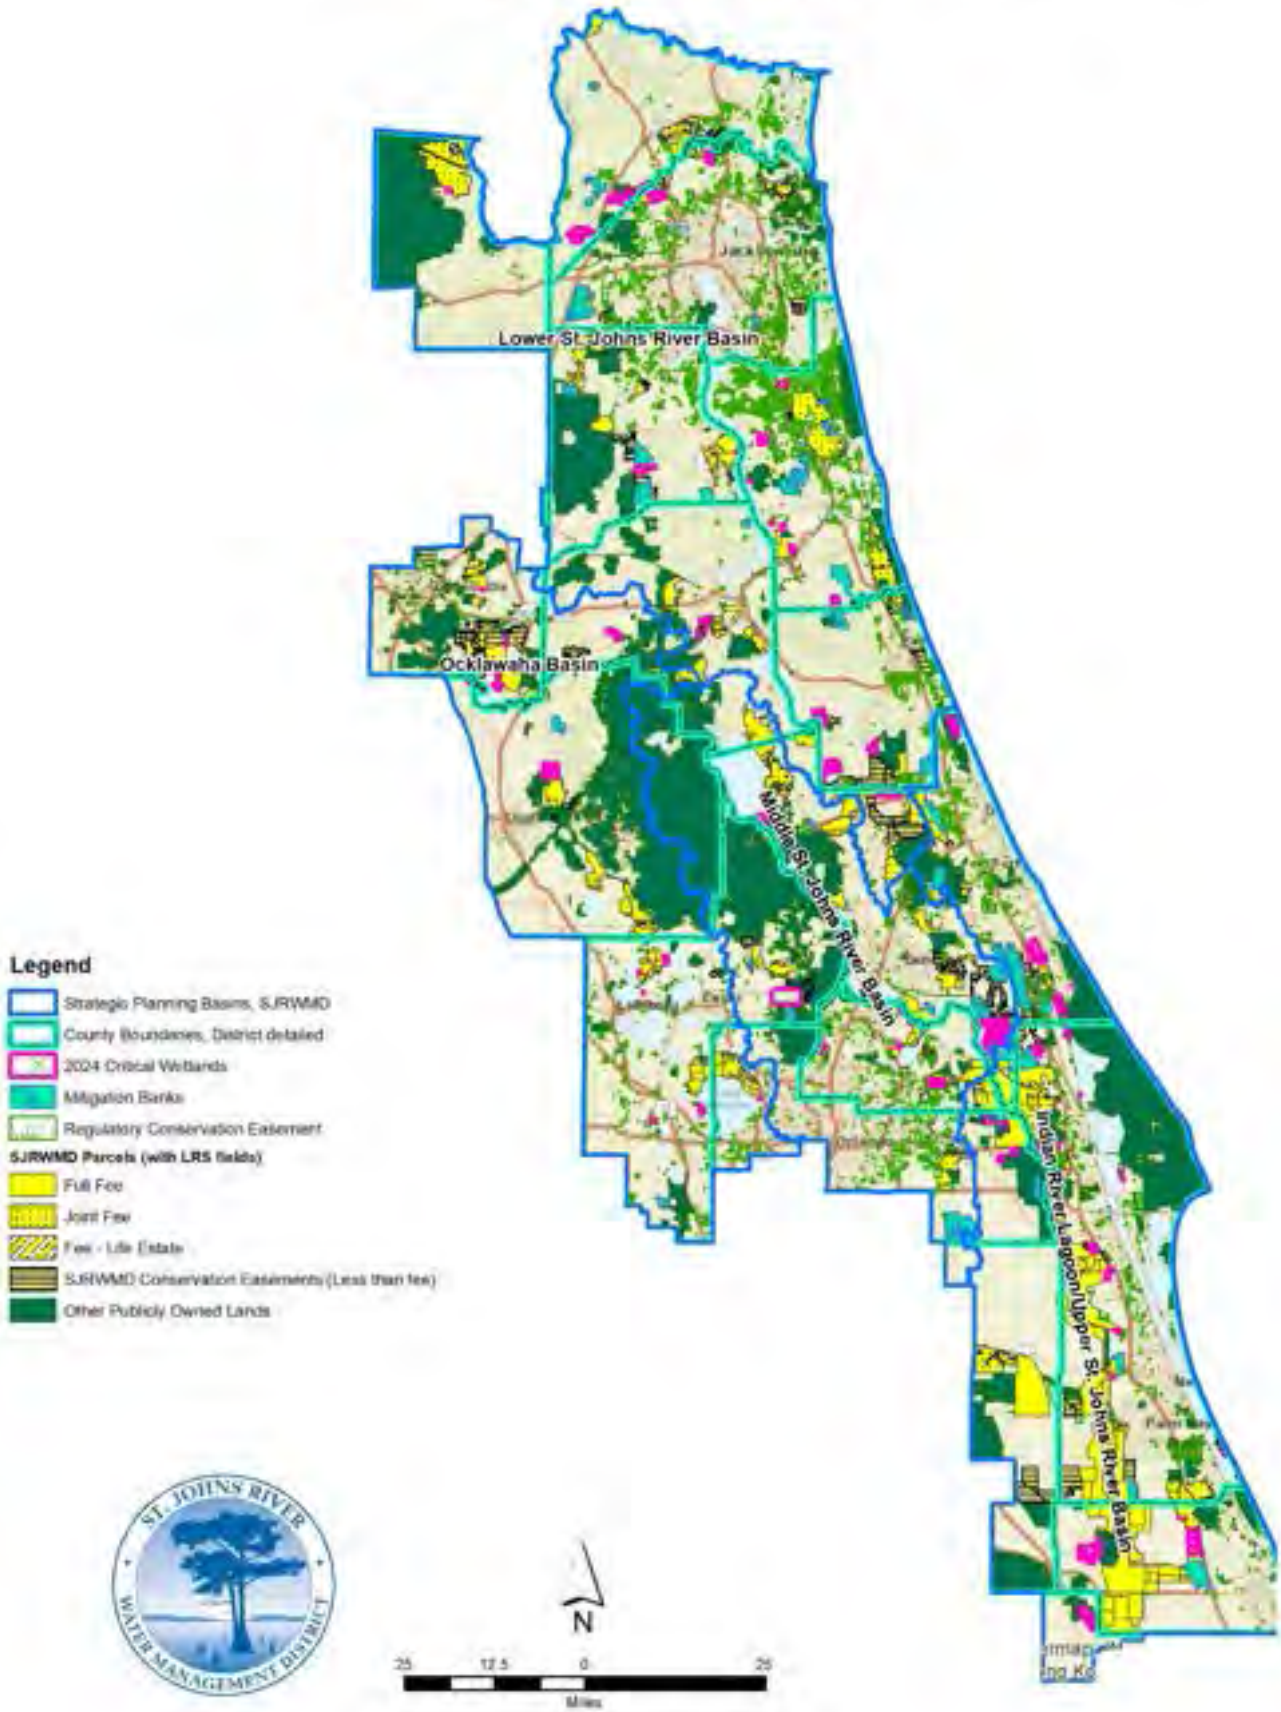 Jacksonville
Lower St. Johns River Basin
Ocklawaha Basin
Middle St. Johns River Basin
Indian River Lagoon/Upper St. Johns River Basin
Palm Bay
Legend
Strategic Planning Basins, SJRWMD
County Boundaries, District detailed
2024 Critical Wetlands
Mitigation Banks
Regulatory Conservation Easement
SJRWMD Parcels (with LRS fields)
Full Fee
Joint Fee
Fee - Life Estate
SJRWMD Conservation Easements (Less than fee)
Other Publicly Owned Lands
ST. JOHNS RIVER
WATER MANAGEMENT DISTRICT
N
25 12.5 0 25
Miles